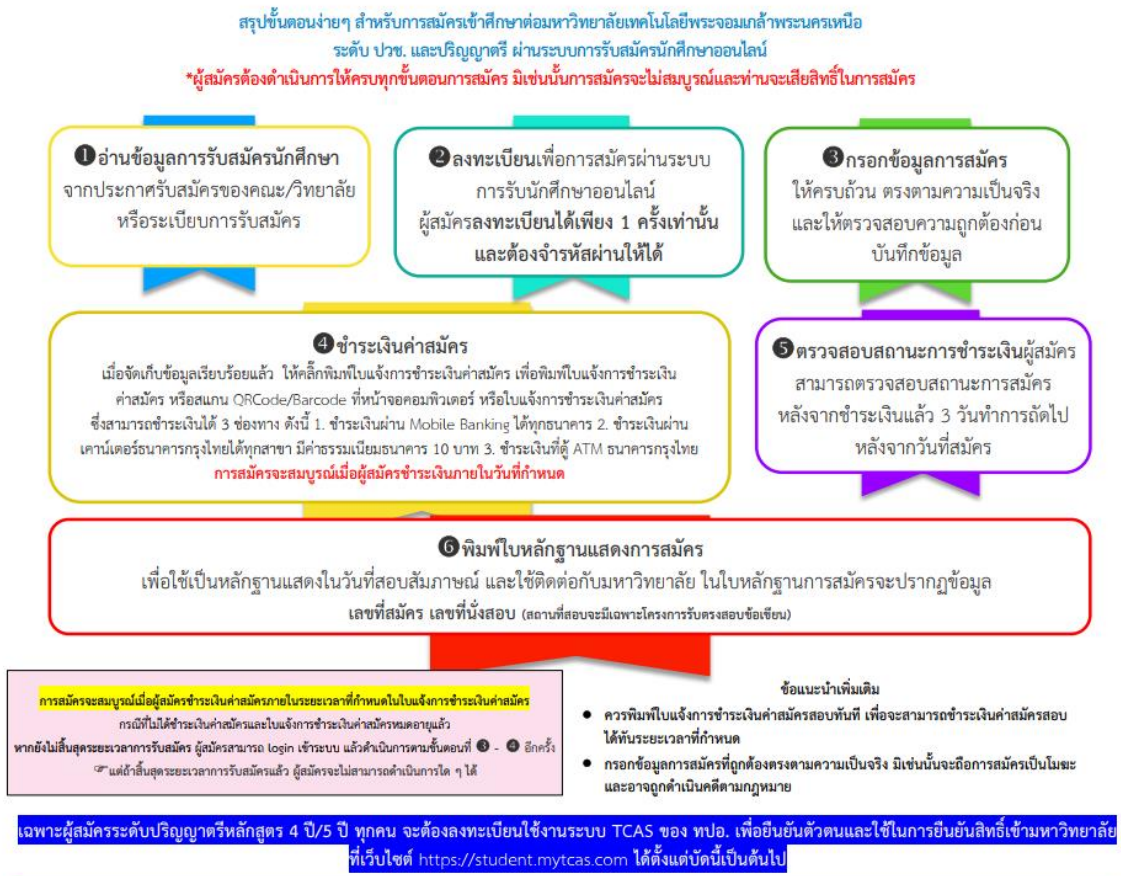 สรุปขั้นตอนง่ายๆ สำหรับการสมัครเข้าศึกษาต่อมหาวิทยาลัยเทคโนโลยีพระจอมเกล้าพระนครเหนือ
ระดับ ปวช. และปริญญาตรี ผ่านระบบการรับสมัครนักศึกษาออนไลน์
*ผู้สมัครต้องดำเนินการให้ครบทุกขั้นตอนการสมัคร มิเช่นนั้นการสมัครจะไม่สมบูรณ์และท่านจะเสียสิทธิ์ในการสมัคร
❶อ่านข้อมูลการรับสมัครนักศึกษา
จากประกาศรับสมัครของคณะ/วิทยาลัย
หรือระเบียบการรับสมัคร
❷ลงทะเบียนเพื่อการสมัครผ่านระบบ
การรับนักศึกษาออนไลน์
ผู้สมัครลงทะเบียนได้เพียง 1 ครั้งเท่านั้น
และต้องจำรหัสผ่านให้ได้
❸กรอกข้อมูลการสมัคร
ให้ครบถ้วน ตรงตามความเป็นจริง
และให้ตรวจสอบความถูกต้องก่อน
บันทึกข้อมูล
❹ชำระเงินค่าสมัคร
เมื่อจัดเก็บข้อมูลเรียบร้อยแล้ว ให้คลิ๊กพิมพ์ใบแจ้งการชำระเงินค่าสมัคร เพื่อพิมพ์ใบแจ้งการชำระเงิน
ค่าสมัคร หรือสแกน QRCode/Barcode ที่หน้าจอคอมพิวเตอร์ หรือใบแจ้งการชำระเงินค่าสมัคร
ซึ่งสามารถชำระเงินได้ 3 ช่องทาง ดังนี้ 1. ชำระเงินผ่าน Mobile Banking ได้ทุกธนาคาร 2. ชำระเงินผ่าน
เคาน์เตอร์ธนาคารกรุงไทยได้ทุกสาขา มีค่าธรรมเนียมธนาคาร 10 บาท 3. ชำระเงินที่ตู้ ATM ธนาคารกรุงไทย
การสมัครจะสมบูรณ์เมื่อผู้สมัครชำระเงินภายในวันที่กำหนด
❺ตรวจสอบสถานะการชำระเงินผู้สมัคร
สามารถตรวจสอบสถานะการสมัคร
หลังจากชำระเงินแล้ว 3 วันทำการถัดไป
หลังจากวันที่สมัคร
❻พิมพ์ใบหลักฐานแสดงการสมัคร
เพื่อใช้เป็นหลักฐานแสดงในวันที่สอบสัมภาษณ์ และใช้ติดต่อกับมหาวิทยาลัย ในใบหลักฐานการสมัครจะปรากฏข้อมูล
เลขที่สมัคร เลขที่นั่งสอบ (สถานที่สอบจะมีเฉพาะโครงการรับตรงสอบข้อเขียน)
การสมัครจะสมบูรณ์เมื่อผู้สมัครชำระเงินค่าสมัครภายในระยะเวลาที่กำหนดในใบแจ้งการชำระเงินค่าสมัคร
กรณีที่ไม่ได้ชำระเงินค่าสมัครและใบแจ้งการชำระเงินค่าสมัครหมดอายุแล้ว
หากยังไม่สิ้นสุดระยะเวลาการรับสมัคร ผู้สมัครสามารถ login เข้าระบบ แล้วดำเนินการตามขั้นตอนที่ ❸ - ❹ อีกครั้ง
☞แต่ถ้าสิ้นสุดระยะเวลาการรับสมัครแล้ว ผู้สมัครจะไม่สามารถดำเนินการใด ๆ ได้
ข้อแนะนำเพิ่มเติม
● ควรพิมพ์ใบแจ้งการชำระเงินค่าสมัครสอบทันที เพื่อจะสามารถชำระเงินค่าสมัครสอบ
ได้ทันระยะเวลาที่กำหนด
● กรอกข้อมูลการสมัครที่ถูกต้องตรงตามความเป็นจริง มิเช่นนั้นจะถือการสมัครเป็นโมฆะ
และอาจถูกดำเนินคดีตามกฎหมาย
เฉพาะผู้สมัครระดับปริญญาตรีหลักสูตร 4 ปี/5 ปี ทุกคน จะต้องลงทะเบียนใช้งานระบบ TCAS ของ ทปอ. เพื่อยืนยันตัวตนและใช้ในการยืนยันสิทธิ์เข้ามหาวิทยาลัย
ที่เว็บไซต์ https://student.mytcas.com ได้ตั้งแต่บัดนี้เป็นต้นไป